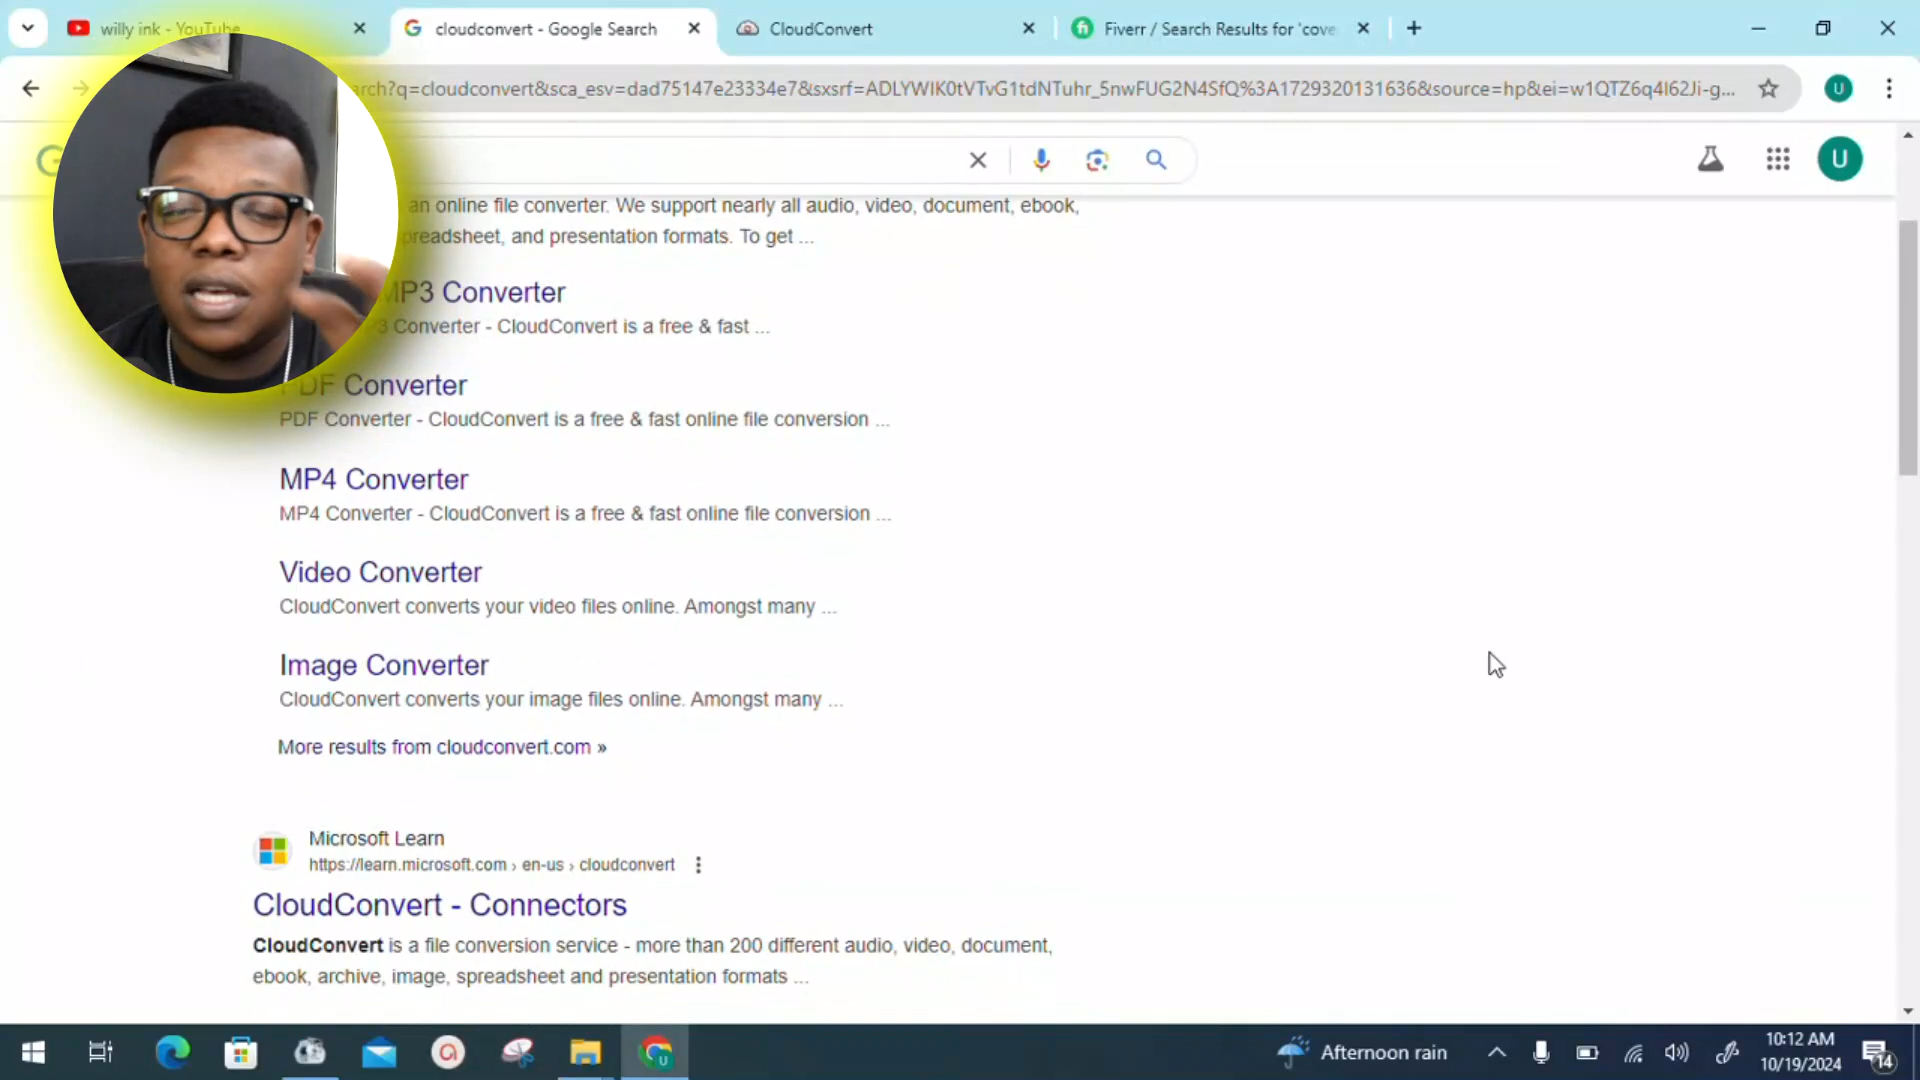 willy ink - YouTube
cloudconvert - Google Search
CloudConvert
Fiverr / Search Results for 'cove
arch?q=cloudconvert&sca_esv=dad75147e23334e7&sxsrf=ADLYWIK0tVTvG1tdNTuhr_5nwFUG2N4SfQ%3A1729320131636&source=hp&ei=w1QTZ6q4I62Ji-g...
U
U
an online file converter. We support nearly all audio, video, document, ebook,
preadsheet, and presentation formats. To get ...
MP3 Converter
3 Converter - CloudConvert is a free & fast ...
PDF Converter
PDF Converter - CloudConvert is a free & fast online file conversion ...
MP4 Converter
MP4 Converter - CloudConvert is a free & fast online file conversion ...
Video Converter
CloudConvert converts your video files online. Amongst many ...
Image Converter
CloudConvert converts your image files online. Amongst many ...
More results from cloudconvert.com »
Microsoft Learn
https://learn.microsoft.com › en-us › cloudconvert
CloudConvert - Connectors
CloudConvert is a file conversion service - more than 200 different audio, video, document,
ebook, archive, image, spreadsheet and presentation formats ...
Afternoon rain
10:12 AM
10/19/2024
14